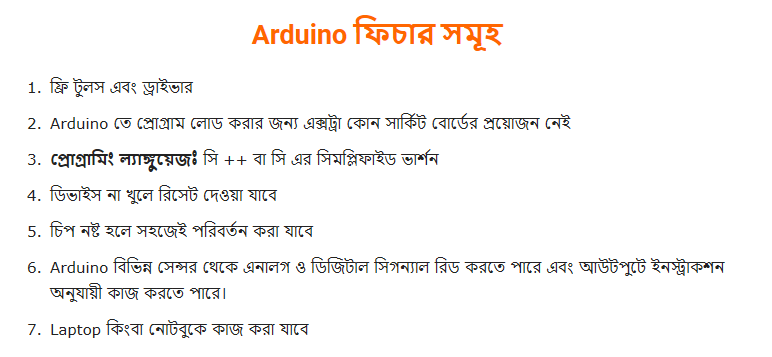 Arduino ফিচার সমূহ
1. ফ্রি টুলস এবং ড্রাইভার
2. Arduino তে প্রোগ্রাম লোড করার জন্য এক্সট্রা কোন সার্কিট বোর্ডের প্রয়োজন নেই
3. প্রোগ্রামিং ল্যাঙ্গুয়েজঃ সি ++ বা সি এর সিমপ্লিফাইড ভার্শন
4. ডিভাইস না খুলে রিসেট দেওয়া যাবে
5. চিপ নষ্ট হলে সহজেই পরিবর্তন করা যাবে
6. Arduino বিভিন্ন সেন্সর থেকে এনালগ ও ডিজিটাল সিগন্যাল রিড করতে পারে এবং আউটপুটে ইনস্ট্রাকশন
অনুযায়ী কাজ করতে পারে।
7. Laptop কিংবা নোটবুকে কাজ করা যাবে